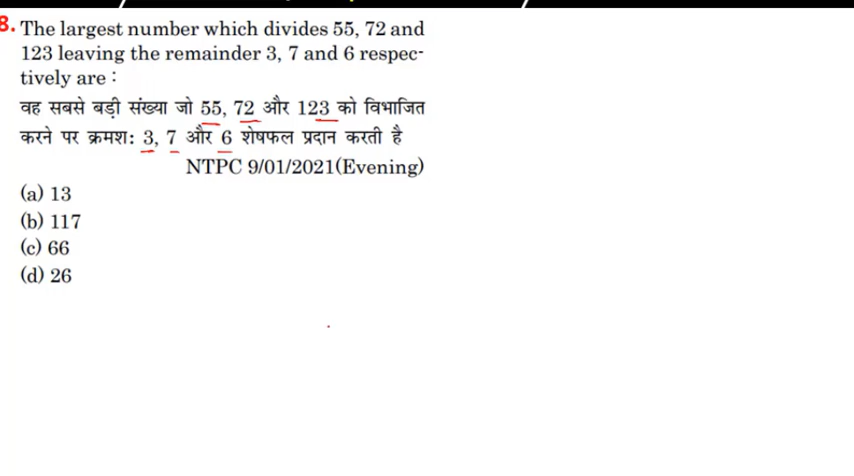 8. The largest number which divides 55, 72 and
123 leaving the remainder 3, 7 and 6 respec-
tively are :
वह सबसे बड़ी संख्या जो 55, 72 और 123 को विभाजित
करने पर क्रमश: 3, 7 और 6 शेषफल प्रदान करती है
NTPC 9/01/2021(Evening)
(a) 13
(b) 117
(c) 66
(d) 26